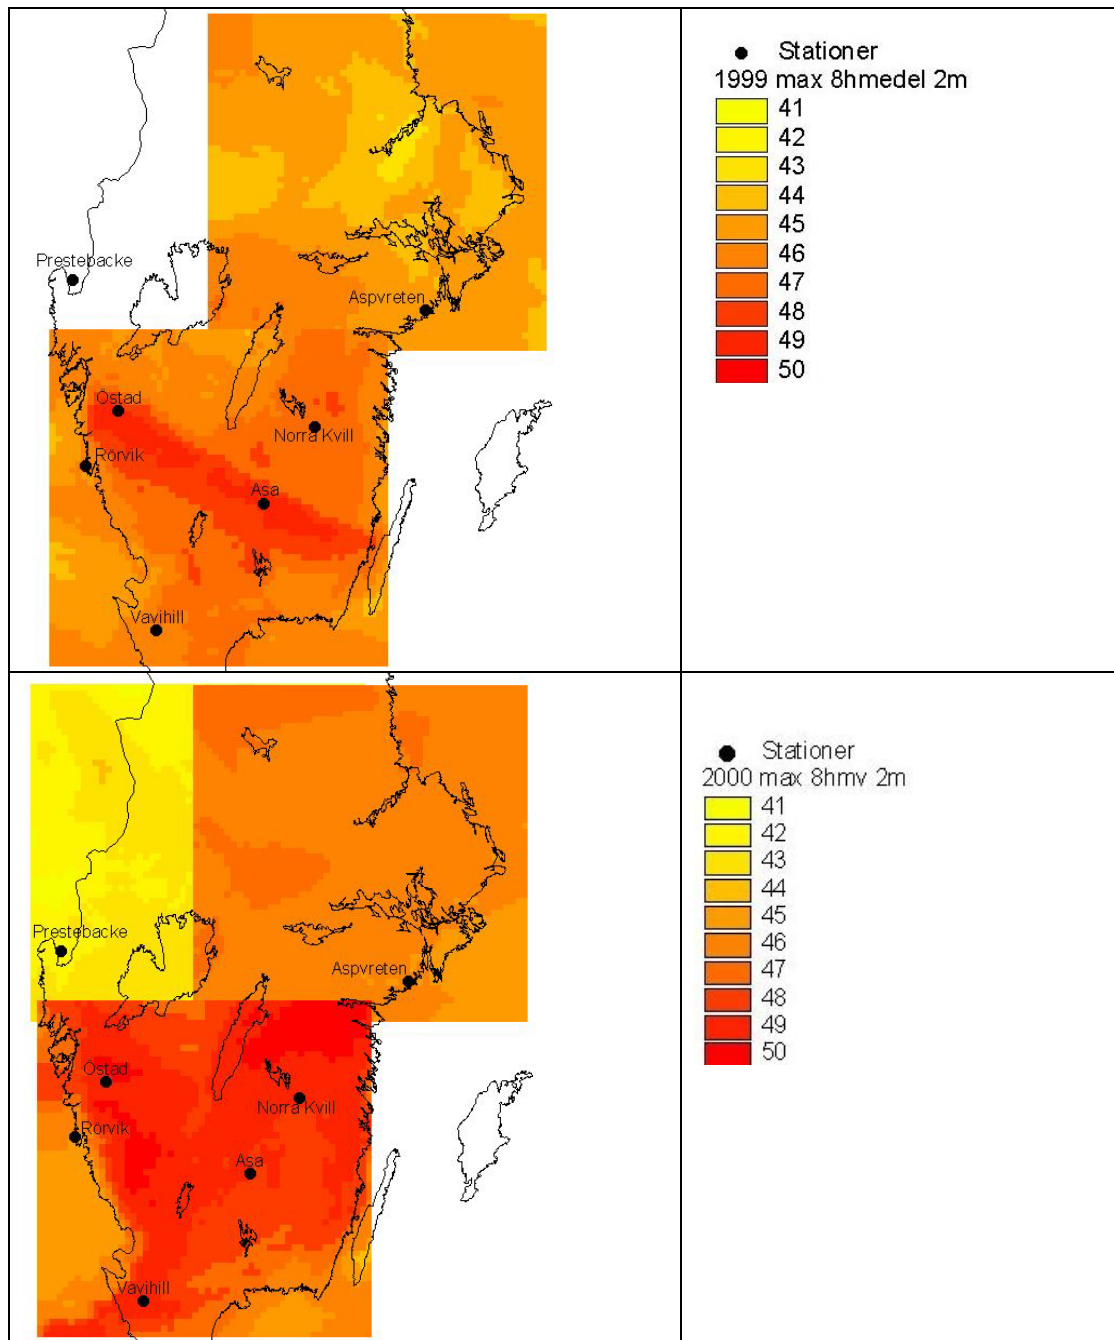 Stationer
1999 max 8hmedel 2m
41
42
43
44
45
46
47
48
49
50
Prestebacke
Aspvreten
Ostad
Norra Kvill
Rörvik
Asa
Vavihill
Stationer
2000 max 8hmv 2m
41
42
43
44
45
46
47
48
49
50
Prestebacke
Aspvreten
Ostad
Norra Kvill
Rörvik
Asa
Vavihill